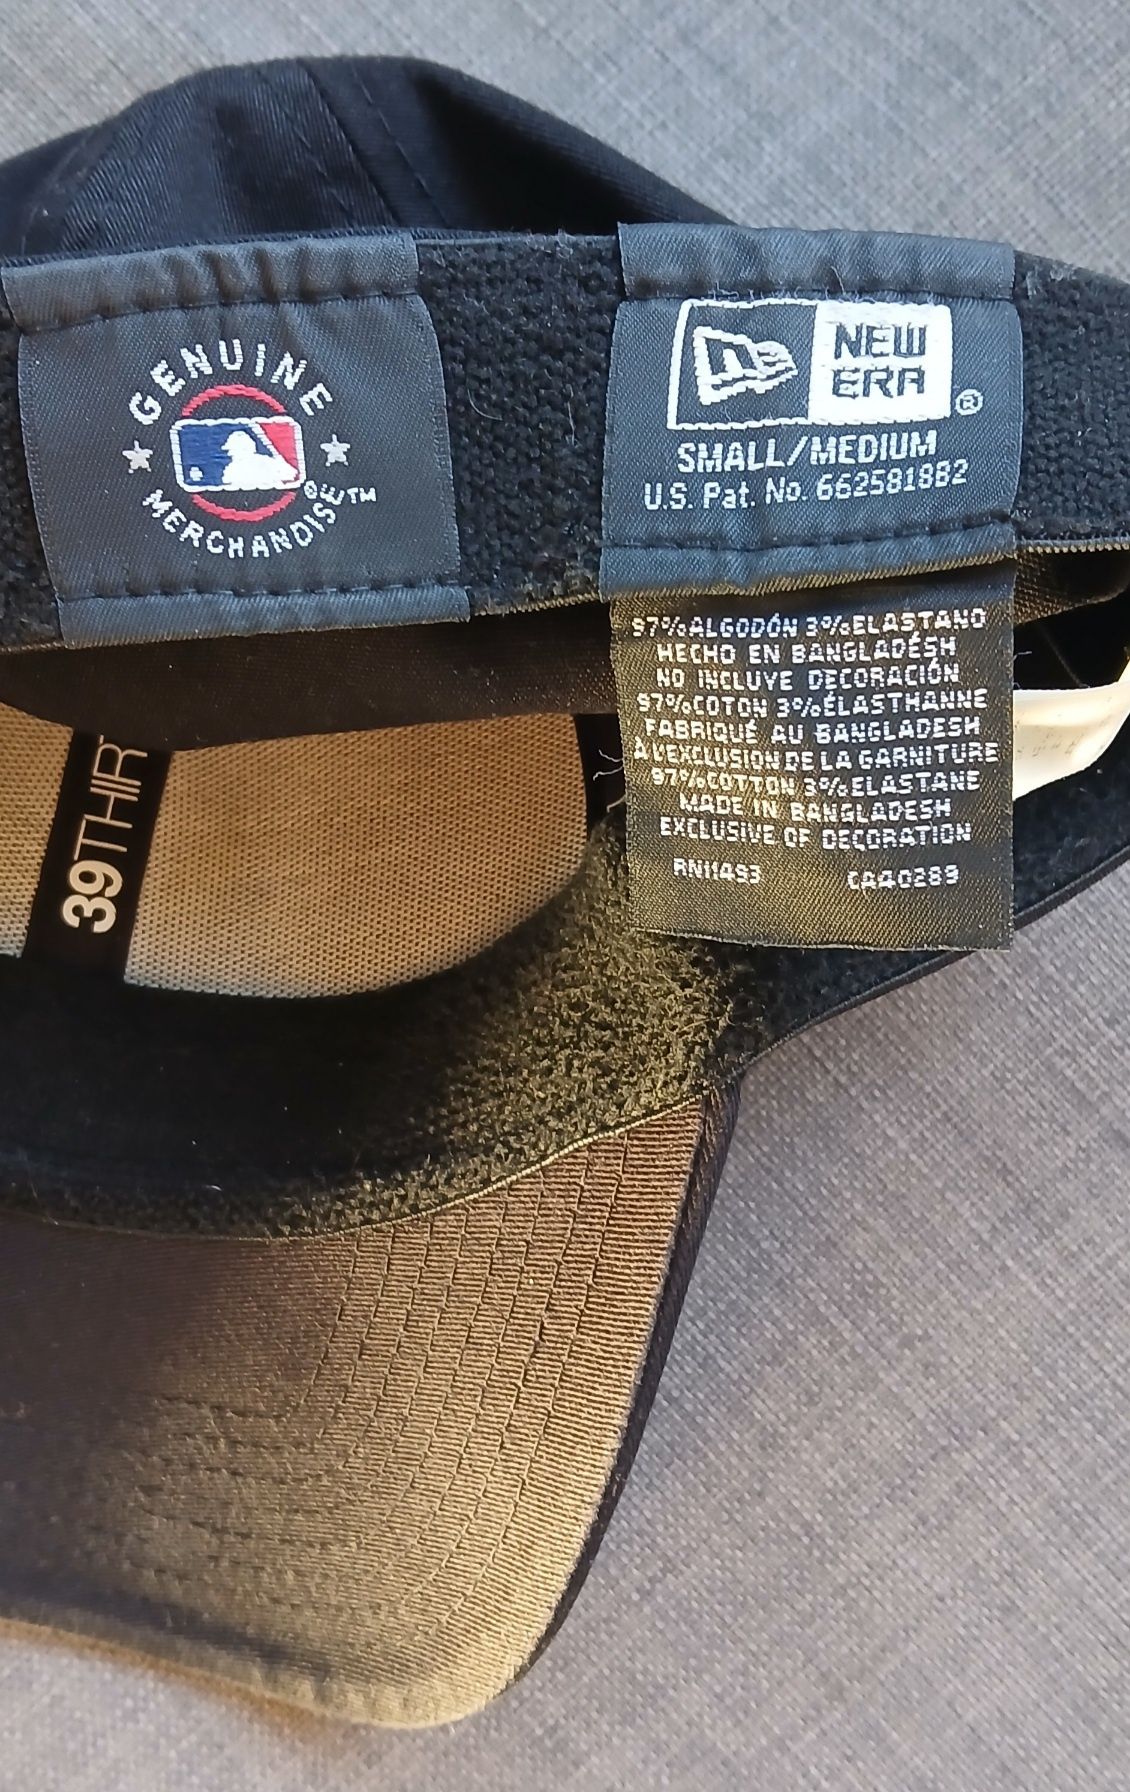 GENUINE
MERCHANDISE™
NEW
ERA®
SMALL/MEDIUM
U.S. Pat. No. 662581882
97%ALGODÓN 3%ELASTANO
HECHO EN BANGLADÉSH
NO INCLUYE DECORACIÓN
97%COTON 3%ÉLASTHANNE
FABRIQUÉ AU BANGLADESH
À L'EXCLUSION DE LA GARNITURE
97%COTTON 3%ELASTANE
MADE IN BANGLADESH
EXCLUSIVE OF DECORATION
RN11493 CA40289
39THIR